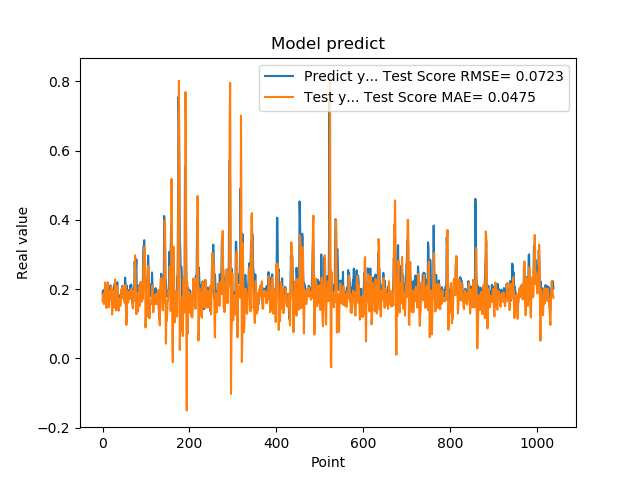 Model predict
Predict y... Test Score RMSE= 0.0723
Test y... Test Score MAE= 0.0475
Real value
0.8
0.6
0.4
0.2
0.0
−0.2
0 200 400 600 800 1000
Point